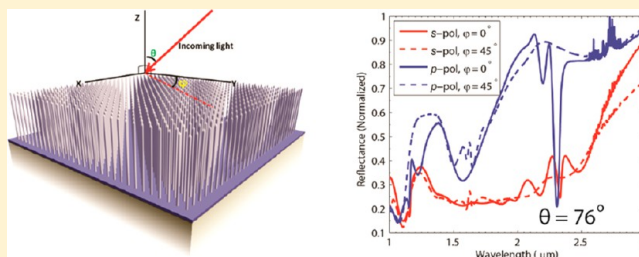 Z
θ
Incoming light
X
Y
φ
Reflectance (Normalized)
1
0.9
0.8
0.7
0.6
0.5
0.4
0.3
0.2
0.1
s-pol, φ = 0°
s-pol, φ = 45°
p-pol, φ = 0°
p-pol, φ = 45°
θ = 76°
1
1.5
2
2.5
Wavelength (μm)